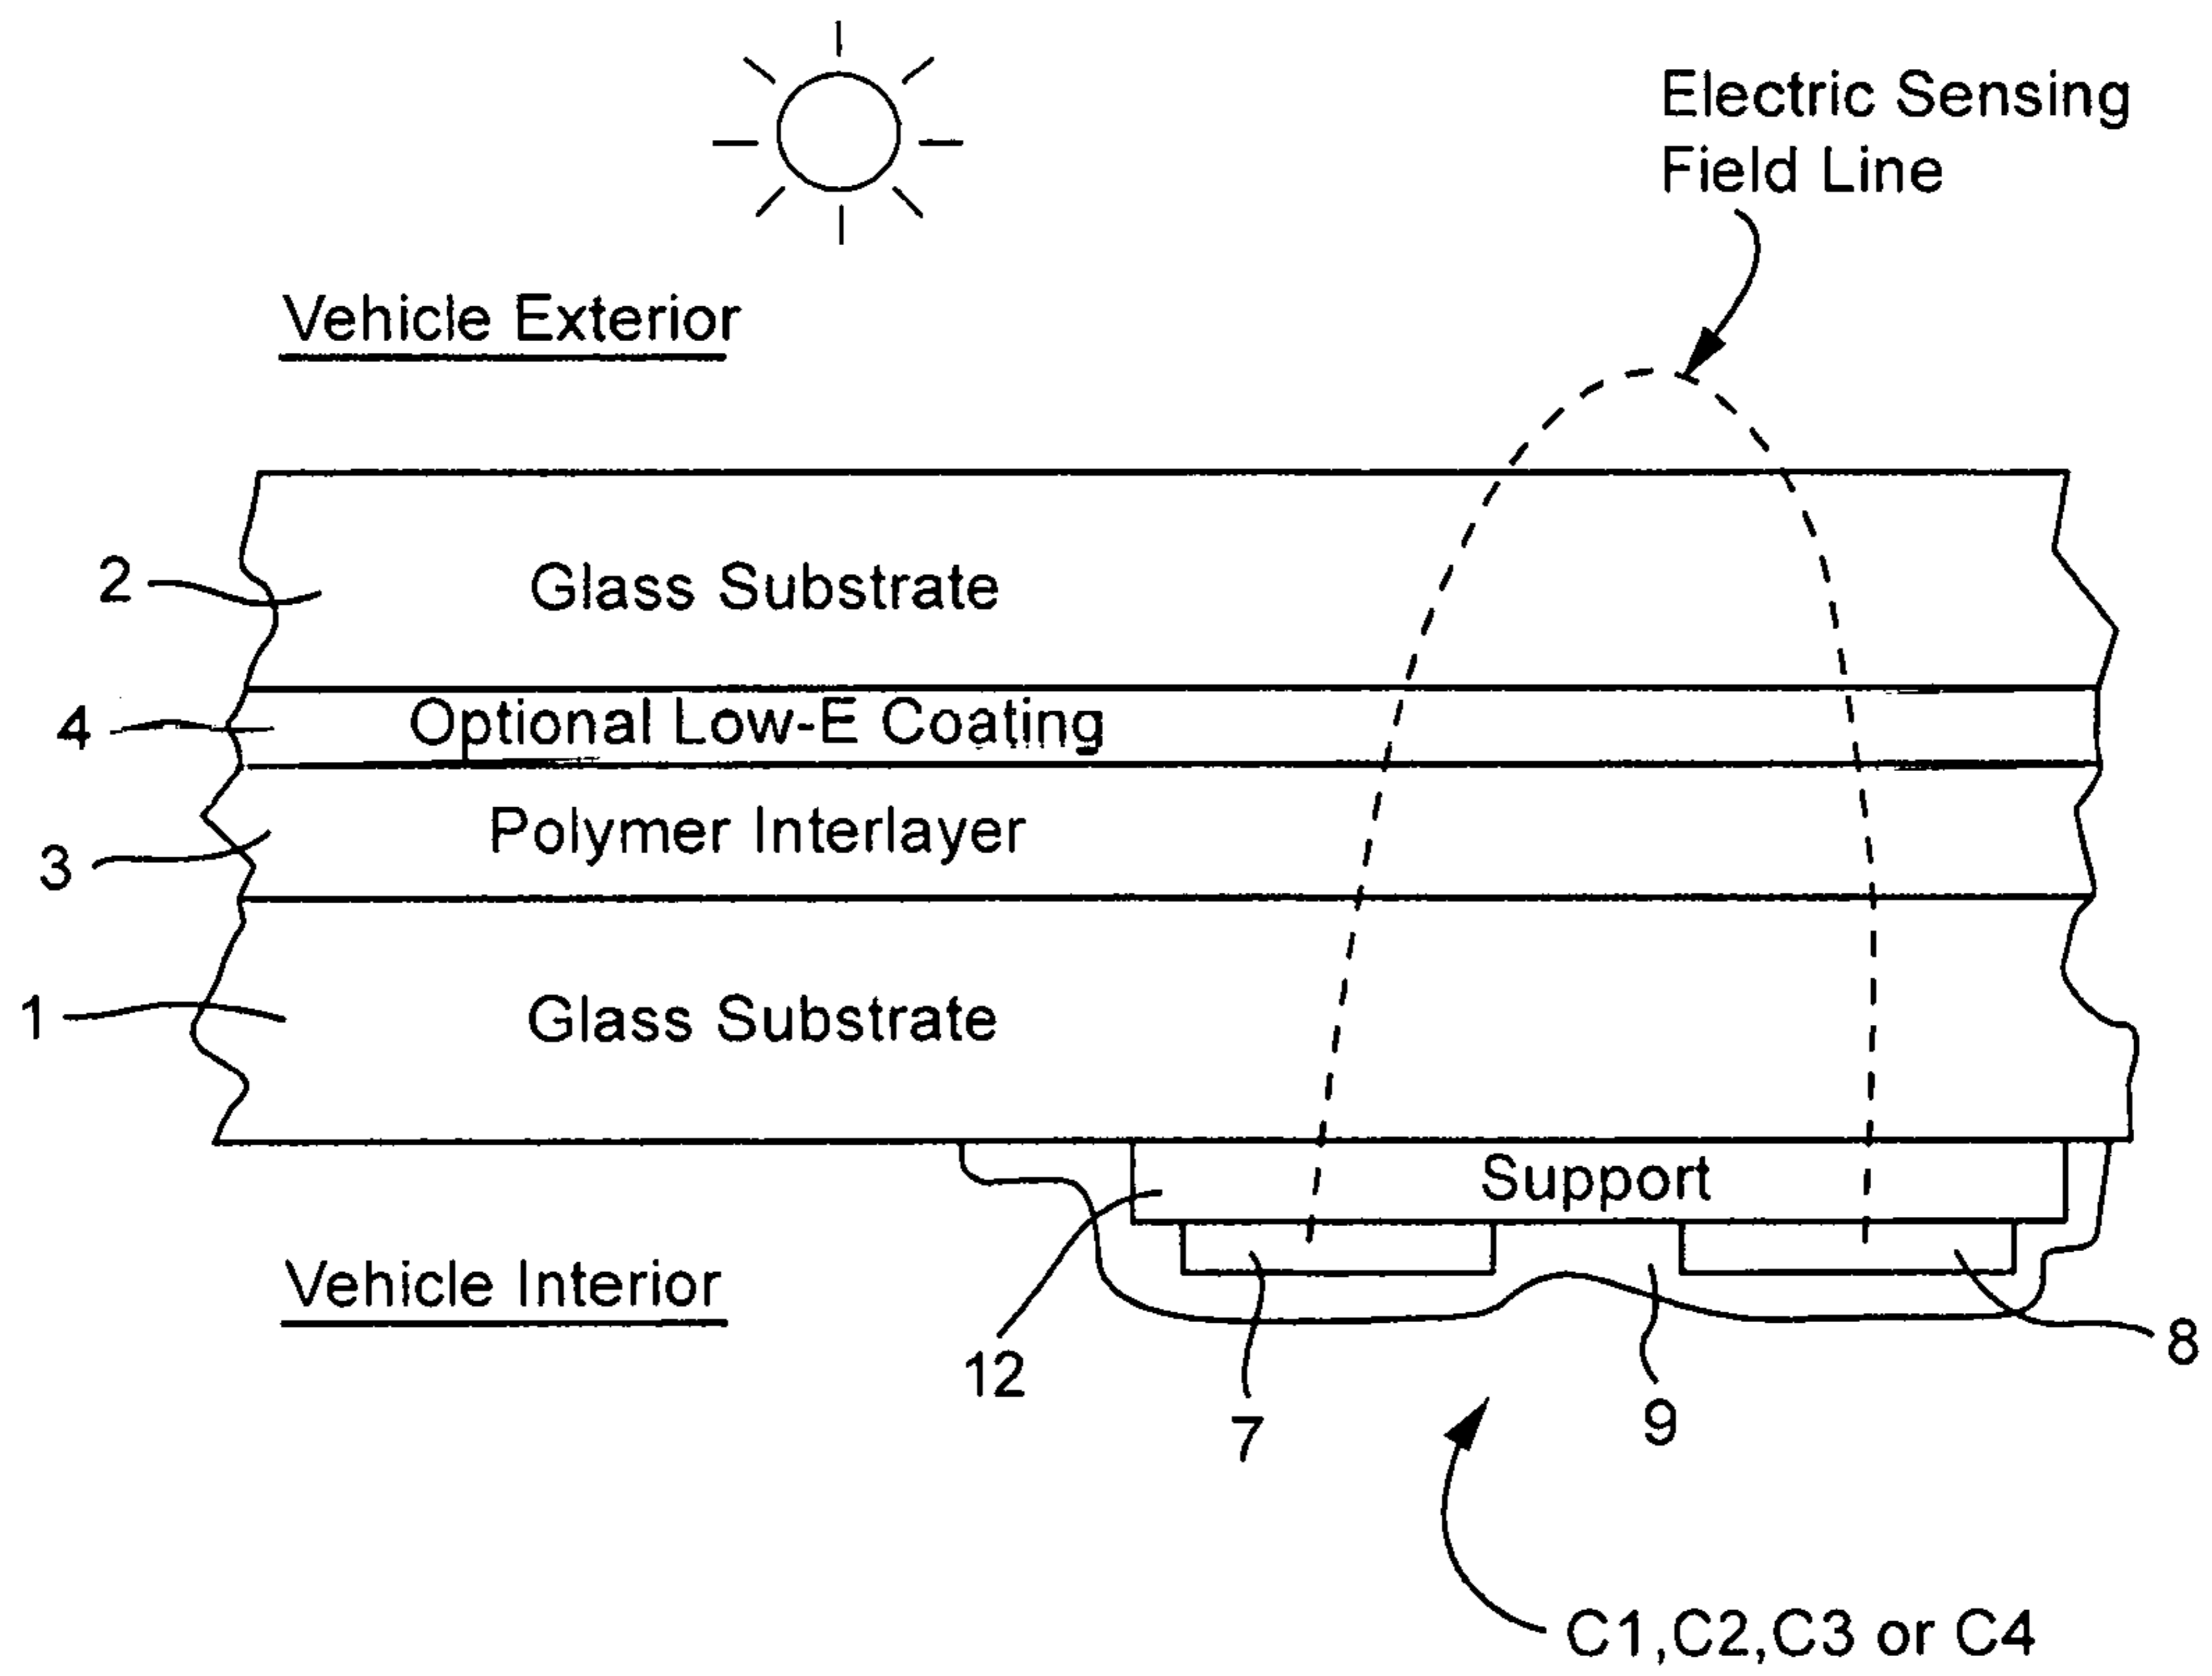 Electric Sensing
Field Line
Vehicle Exterior
2
Glass Substrate
4
Optional Low-E Coating
3
Polymer Interlayer
1
Glass Substrate
Support
Vehicle Interior
12
7
9
8
C1,C2,C3 or C4